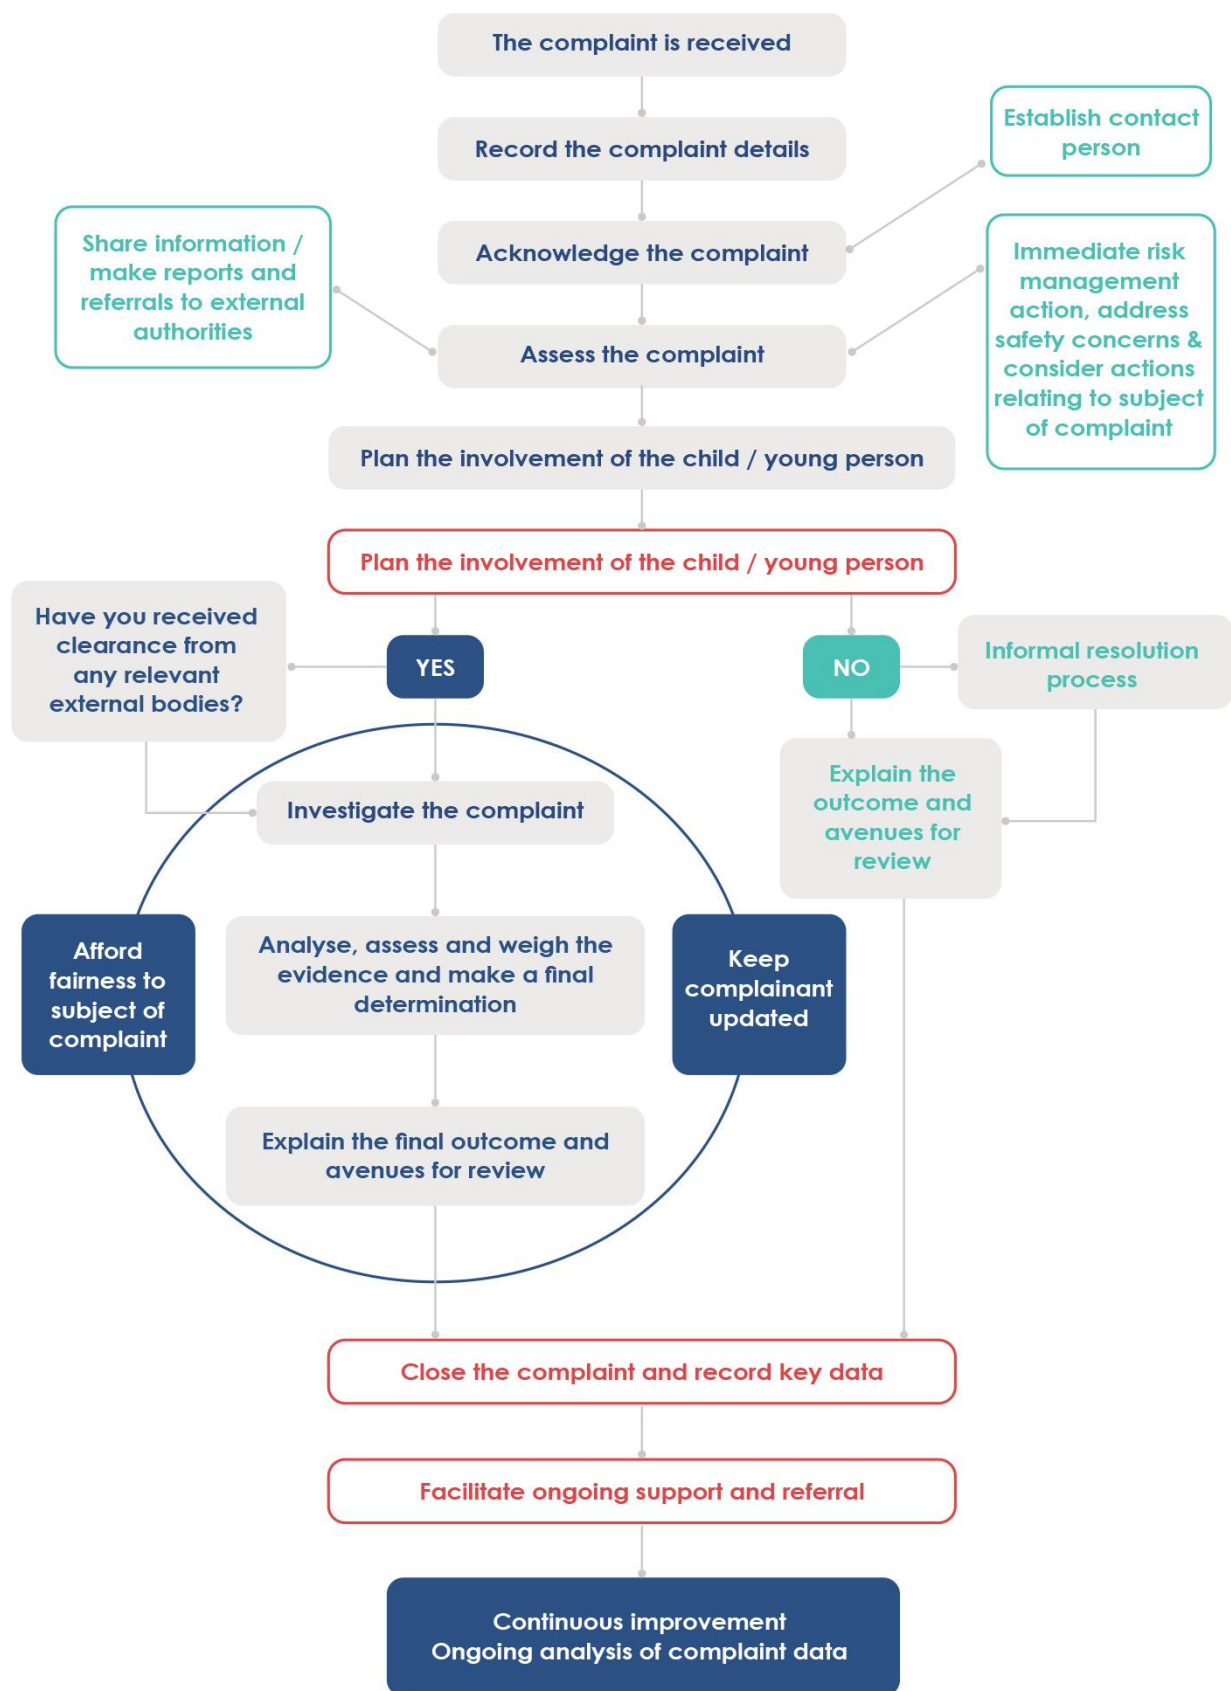 The complaint is received
Record the complaint details
Establish contact
person
Acknowledge the complaint
Share information /
make reports and
referrals to external
authorities
Immediate risk
management
action, address
safety concerns &
consider actions
relating to subject
of complaint
Assess the complaint
Plan the involvement of the child / young person
Plan the involvement of the child / young person
Have you received
clearance from
any relevant
external bodies?
YES
NO
Informal resolution
process
Explain the
outcome and
avenues for
review
Investigate the complaint
Afford
fairness to
subject of
complaint
Analyse, assess and weigh the
evidence and make a final
determination
Keep
complainant
updated
Explain the final outcome and
avenues for review
Close the complaint and record key data
Facilitate ongoing support and referral
Continuous improvement
Ongoing analysis of complaint data